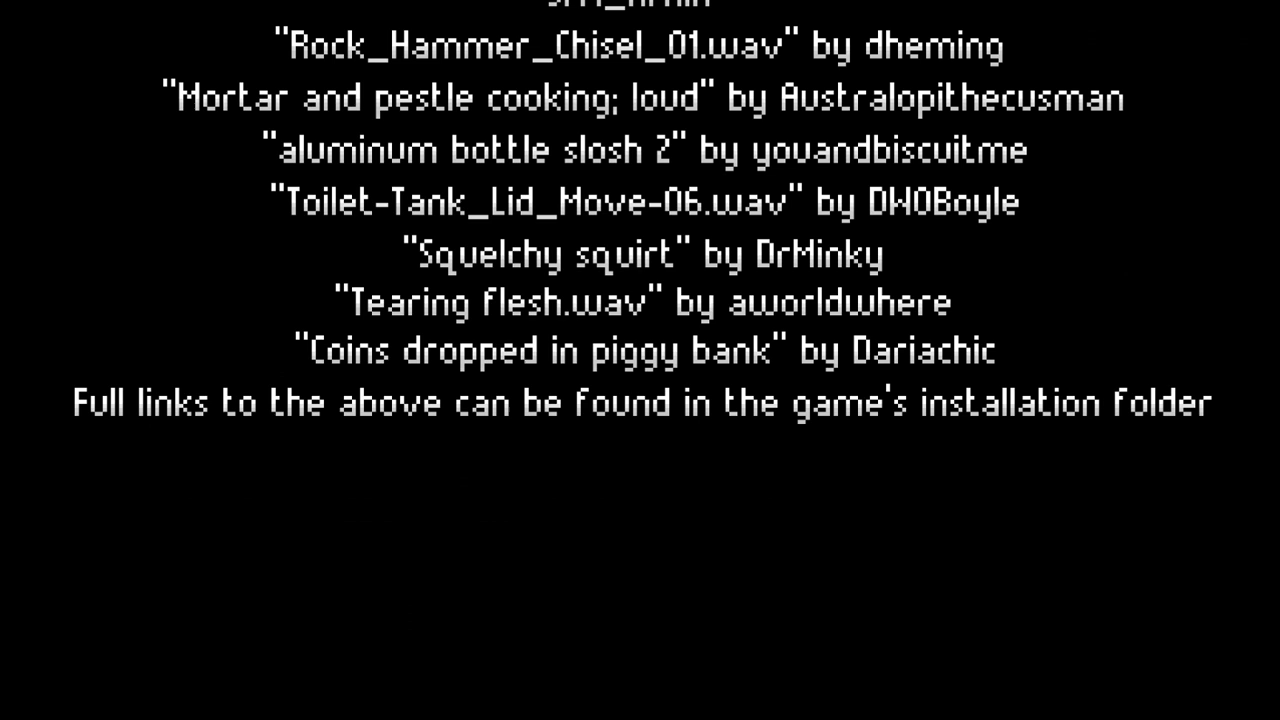 "Rock_Hammer_Chisel_01.wav" by dheming
"Mortar and pestle cooking; loud" by Australopithecusman
"aluminum bottle slosh 2" by youandbiscuitme
"Toilet-Tank_Lid_Move-06.wav" by DWOBoyle
"Squelchy squirt" by DrMinky
"Tearing flesh.wav" by aworldwhere
"Coins dropped in piggy bank" by Dariachic
Full links to the above can be found in the game's installation folder